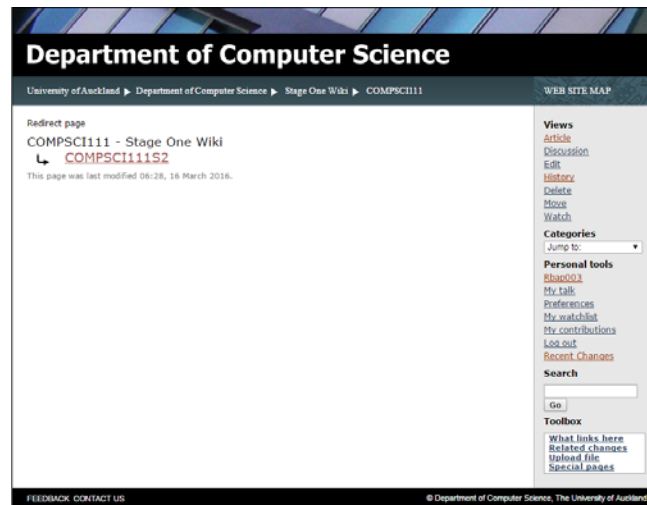 Department of Computer Science
University of Auckland ▶ Department of Computer Science ▶ Stage One Wiki ▶ COMPSCI111
WEB SITE MAP
Redirect page
COMPSCI111 - Stage One Wiki
COMPSCI111S2
This page was last modified 06:28, 16 March 2016.
Views
Article
Discussion
Edit
History
Delete
Move
Watch
Categories
Jump to:
Personal tools
Rbap003
My talk
Preferences
My watchlist
My contributions
Log out
Recent Changes
Search
Go
Toolbox
What links here
Related changes
Upload file
Special pages
FEEDBACK CONTACT US
© Department of Computer Science, The University of Auckland